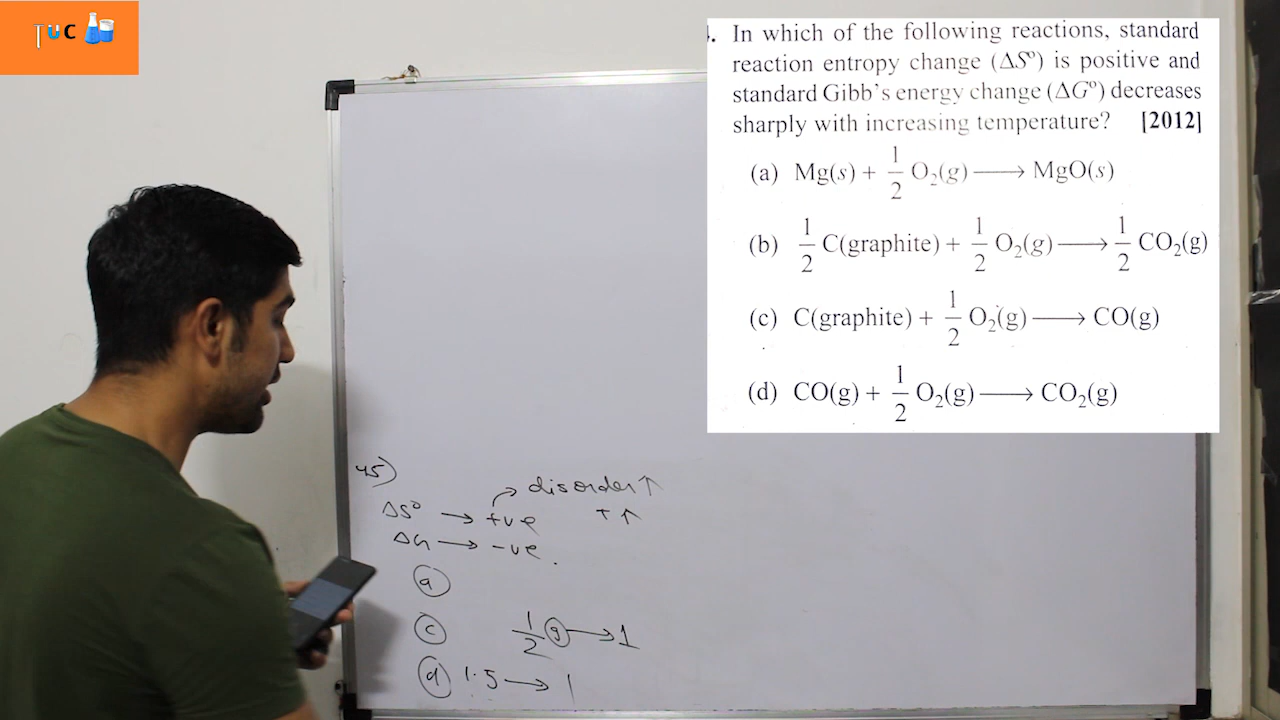 TUC
4. In which of the following reactions, standard
reaction entropy change (ΔS°) is positive and
standard Gibb's energy change (ΔG°) decreases
sharply with increasing temperature? [2012]
(a) Mg(s) + 1/2 O₂(g) ⟶ MgO(s)
(b) 1/2 C(graphite) + 1/2 O₂(g) ⟶ 1/2 CO₂(g)
(c) C(graphite) + 1/2 O₂(g) ⟶ CO(g)
(d) CO(g) + 1/2 O₂(g) ⟶ CO₂(g)
45)
disorder ↑
ΔS° → +ve T ↑
ΔG → -ve.
(a)
(c) 1/2 (g) → 1
(d) 1.5 → 1